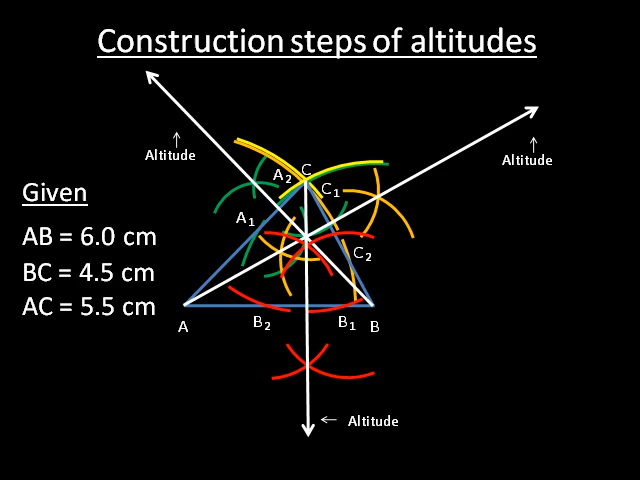 Construction steps of altitudes
Altitude
Altitude
Given
AB = 6.0 cm
BC = 4.5 cm
AC = 5.5 cm
A₂
C
C₁
A₁
C₂
A
B₂
B₁
B
Altitude